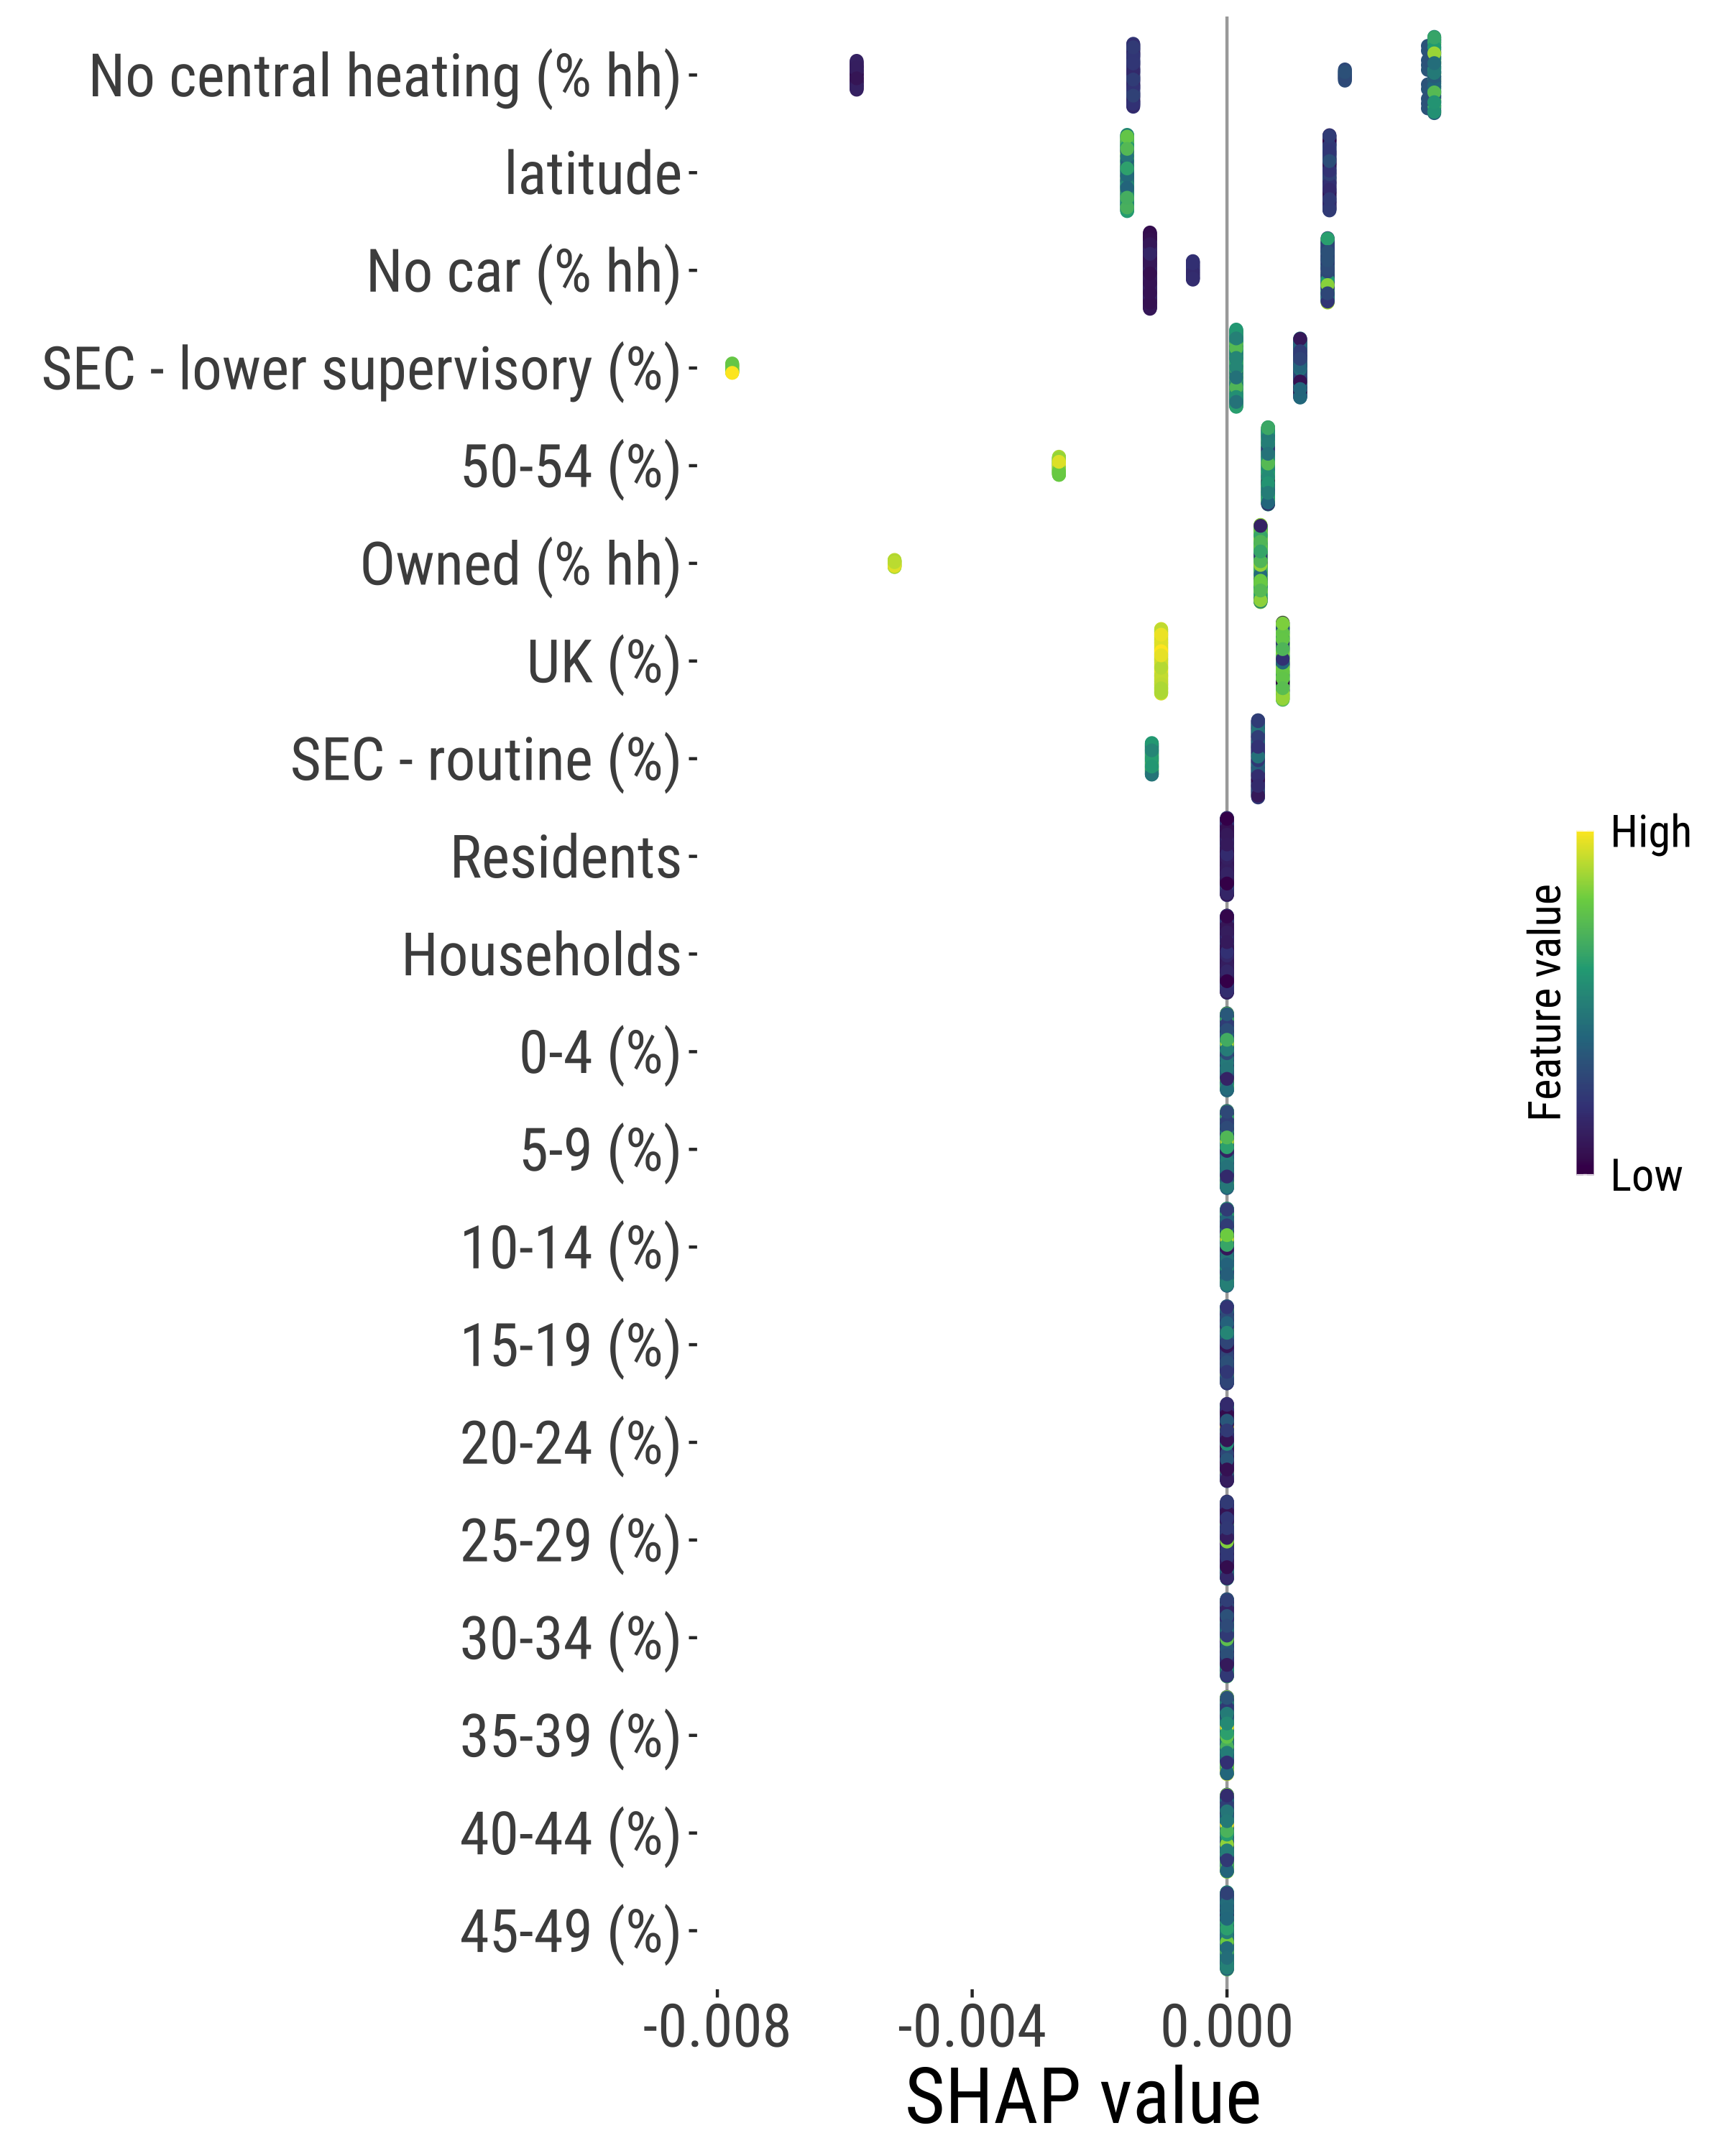 No central heating (% hh)
latitude
No car (% hh)
SEC - lower supervisory (%)
50-54 (%)
Owned (% hh)
UK (%)
SEC - routine (%)
Residents
Households
0-4 (%)
5-9 (%)
10-14 (%)
15-19 (%)
20-24 (%)
25-29 (%)
30-34 (%)
35-39 (%)
40-44 (%)
45-49 (%)
-0.008 -0.004 0.000
SHAP value
High
Feature value
Low